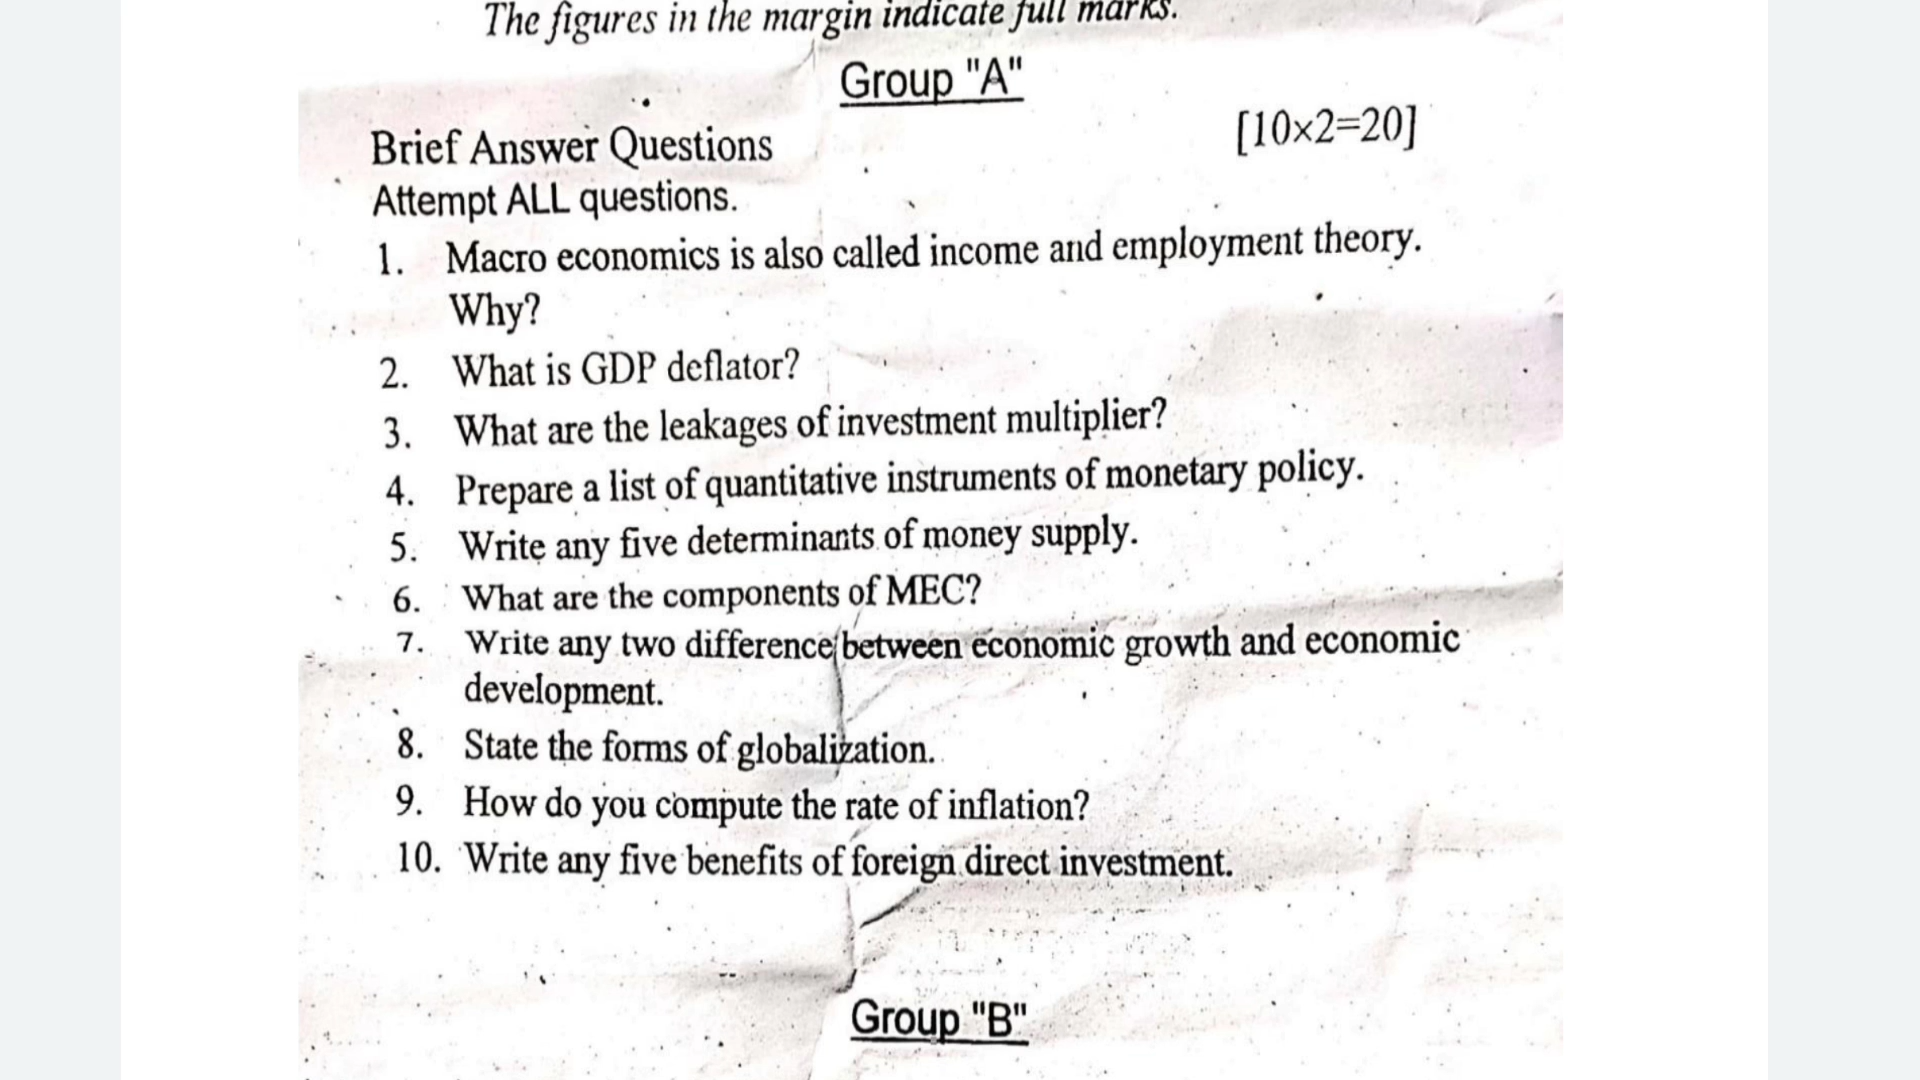 The figures in the margin indicate full marks.
Group "A"
[10×2=20]
Brief Answer Questions
Attempt ALL questions.
1. Macro economics is also called income and employment theory.
Why?
2. What is GDP deflator?
3. What are the leakages of investment multiplier?
4. Prepare a list of quantitative instruments of monetary policy.
5. Write any five determinants of money supply.
6. What are the components of MEC?
7. Write any two difference between economic growth and economic
development.
8. State the forms of globalization.
9. How do you compute the rate of inflation?
10. Write any five benefits of foreign direct investment.
Group "B"